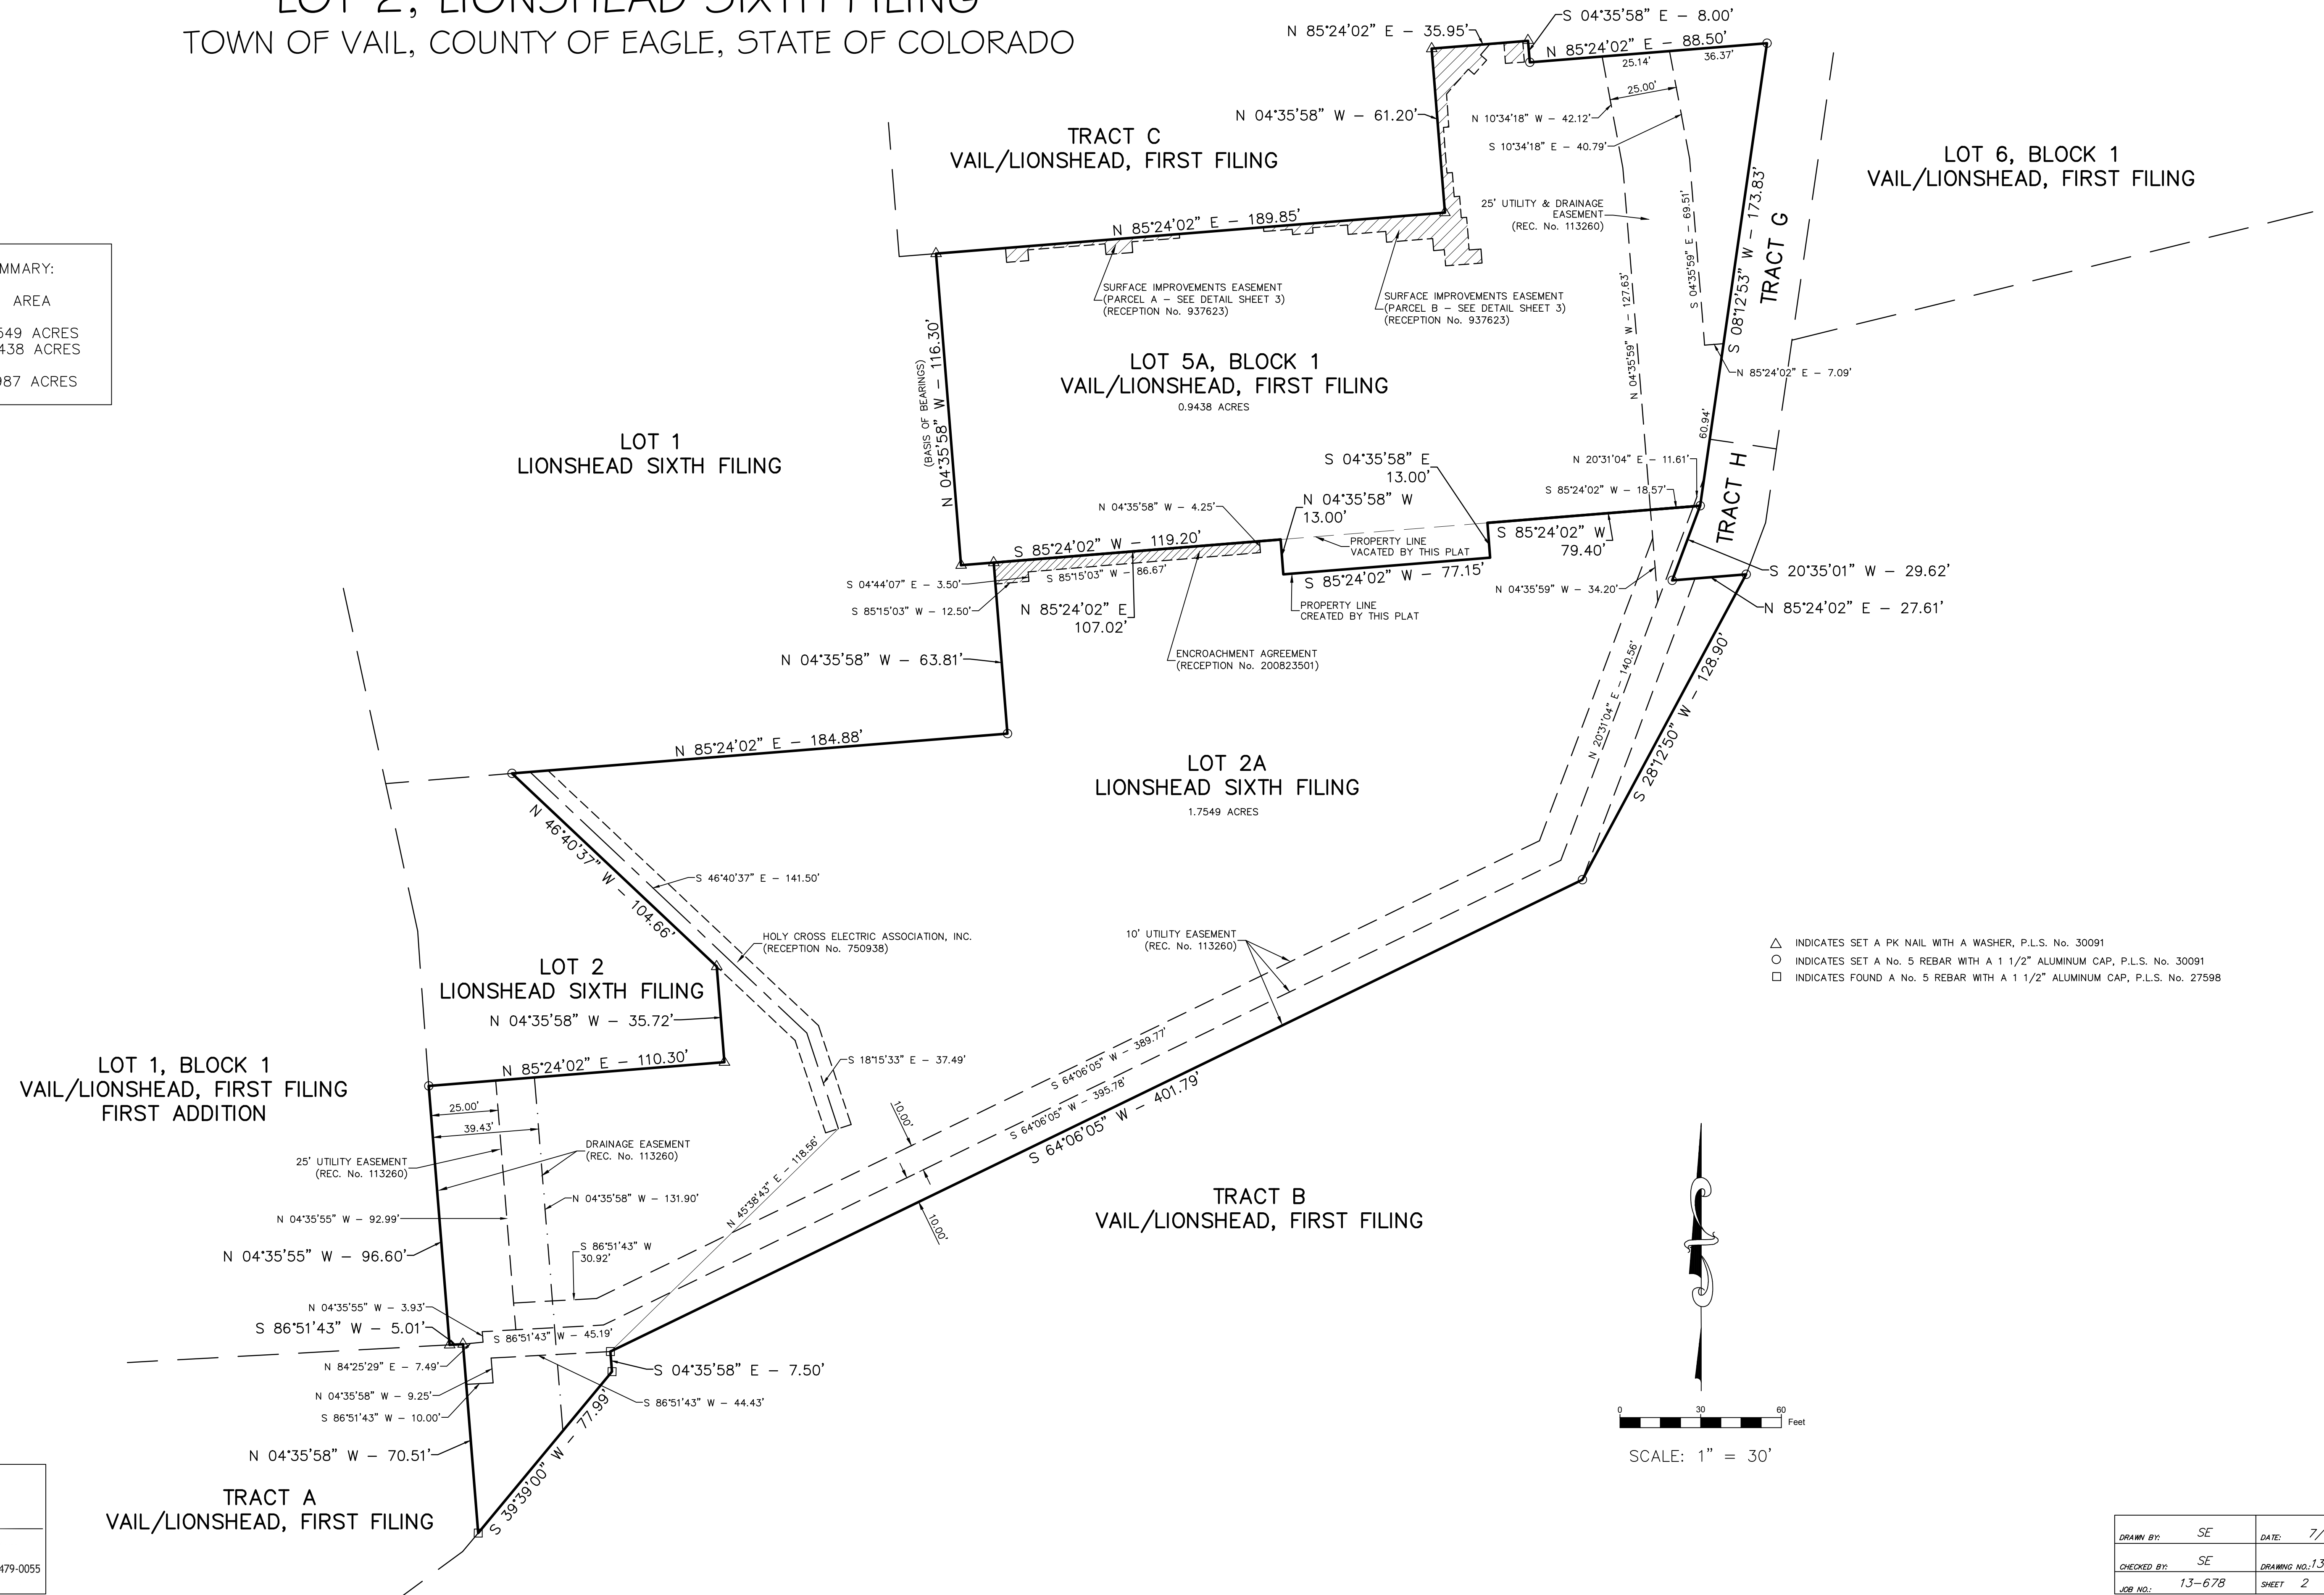 LOT 2, LIONSHEAD SIXTH FILING
TOWN OF VAIL, COUNTY OF EAGLE, STATE OF COLORADO
AREA
ACRES
ACRES
ACRES
N 85°24'02" E – 35.95'
S 04°35'58" E – 8.00'
N 85°24'02" E – 88.50'
25.14'
36.37'
25.00'
N 04°35'58" W – 61.20'
N 10°34'18" W – 42.12'
S 10°34'18" E – 40.79'
TRACT C
VAIL/LIONSHEAD, FIRST FILING
LOT 6, BLOCK 1
VAIL/LIONSHEAD, FIRST FILING
25' UTILITY & DRAINAGE
EASEMENT
(REC. No. 113260)
N 85°24'02" E – 189.85'
S 04°35'59" E – 69.51'
S 08°12'53" W – 173.83'
TRACT G
N 04°35'59" W – 127.63'
SURFACE IMPROVEMENTS EASEMENT
(PARCEL A – SEE DETAIL SHEET 3)
(RECEPTION No. 937623)
SURFACE IMPROVEMENTS EASEMENT
(PARCEL B – SEE DETAIL SHEET 3)
(RECEPTION No. 937623)
(BASIS OF BEARINGS)
N 04°35'58" W – 116.30'
LOT 5A, BLOCK 1
VAIL/LIONSHEAD, FIRST FILING
0.9438 ACRES
N 85°24'02" E – 7.09'
60.94'
LOT 1
LIONSHEAD SIXTH FILING
S 04°35'58" E
13.00'
N 04°35'58" W
13.00'
N 20°31'04" E – 11.61'
S 85°24'02" W – 18.57'
TRACT H
N 04°35'58" W – 4.25'
S 85°24'02" W – 119.20'
PROPERTY LINE
VACATED BY THIS PLAT
S 85°24'02" W
79.40'
S 04°44'07" E – 3.50'
S 85°15'03" W – 86.67'
S 85°24'02" W – 77.15'
S 20°35'01" W – 29.62'
S 85°15'03" W – 12.50'
N 85°24'02" E
107.02'
PROPERTY LINE
CREATED BY THIS PLAT
N 04°35'59" W – 34.20'
N 85°24'02" E – 27.61'
N 04°35'58" W – 63.81'
ENCROACHMENT AGREEMENT
(RECEPTION No. 200823501)
N 20°31'04" E – 140.56'
S 28°12'50" W – 128.90'
N 85°24'02" E – 184.88'
LOT 2A
LIONSHEAD SIXTH FILING
1.7549 ACRES
N 46°40'37" W – 104.66'
S 46°40'37" E – 141.50'
HOLY CROSS ELECTRIC ASSOCIATION, INC.
(RECEPTION No. 750938)
10' UTILITY EASEMENT
(REC. No. 113260)
INDICATES SET A PK NAIL WITH A WASHER, P.L.S. No. 30091
INDICATES SET A No. 5 REBAR WITH A 1 1/2" ALUMINUM CAP, P.L.S. No. 30091
INDICATES FOUND A No. 5 REBAR WITH A 1 1/2" ALUMINUM CAP, P.L.S. No. 27598
LOT 2
LIONSHEAD SIXTH FILING
N 04°35'58" W – 35.72'
N 85°24'02" E – 110.30'
S 18°15'33" E – 37.49'
LOT 1, BLOCK 1
VAIL/LIONSHEAD, FIRST FILING
FIRST ADDITION
25.00'
39.43'
10.00'
S 64°06'05" W – 389.77'
S 64°06'05" W – 395.78'
S 64°06'05" W – 401.79'
DRAINAGE EASEMENT
(REC. No. 113260)
25' UTILITY EASEMENT
(REC. No. 113260)
N 45°38'43" E – 118.56'
N 04°35'58" W – 131.90'
N 04°35'55" W – 92.99'
10.00'
TRACT B
VAIL/LIONSHEAD, FIRST FILING
N 04°35'55" W – 96.60'
S 86°51'43" W
30.92'
N 04°35'55" W – 3.93'
S 86°51'43" W – 5.01'
S 86°51'43" W – 45.19'
N 84°25'29" E – 7.49'
S 04°35'58" E – 7.50'
N 04°35'58" W – 9.25'
S 86°51'43" W – 44.43'
S 86°51'43" W – 10.00'
N 04°35'58" W – 70.51'
S 39°39'00" W – 77.99'
TRACT A
VAIL/LIONSHEAD, FIRST FILING
0 30 60
Feet
SCALE: 1" = 30'
479-0055
DRAWN BY: SE DATE: 7/
CHECKED BY: SE DRAWING NO.: 13
JOB NO.: 13-678 SHEET 2